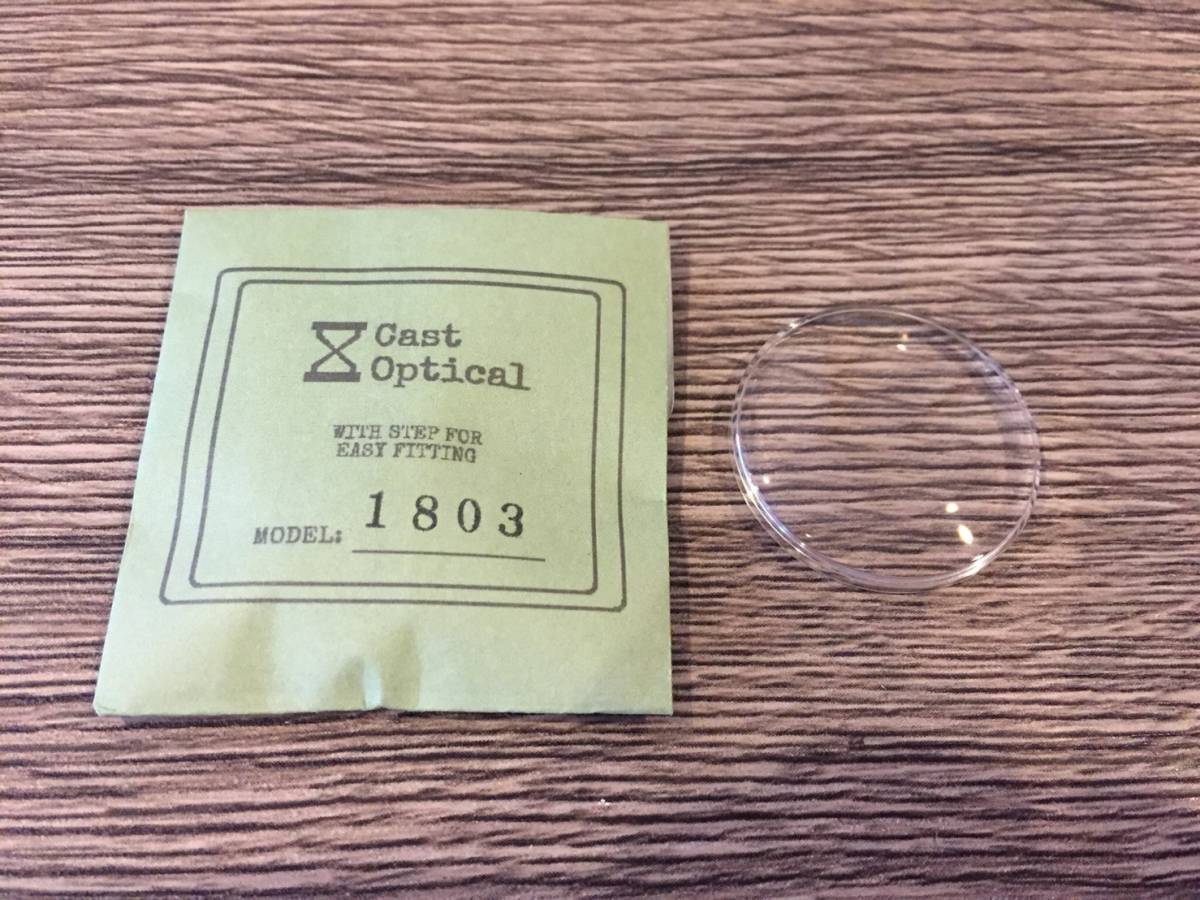 Cast
Optical
WITH STEP FOR
EASY FITTING
MODEL: 1803